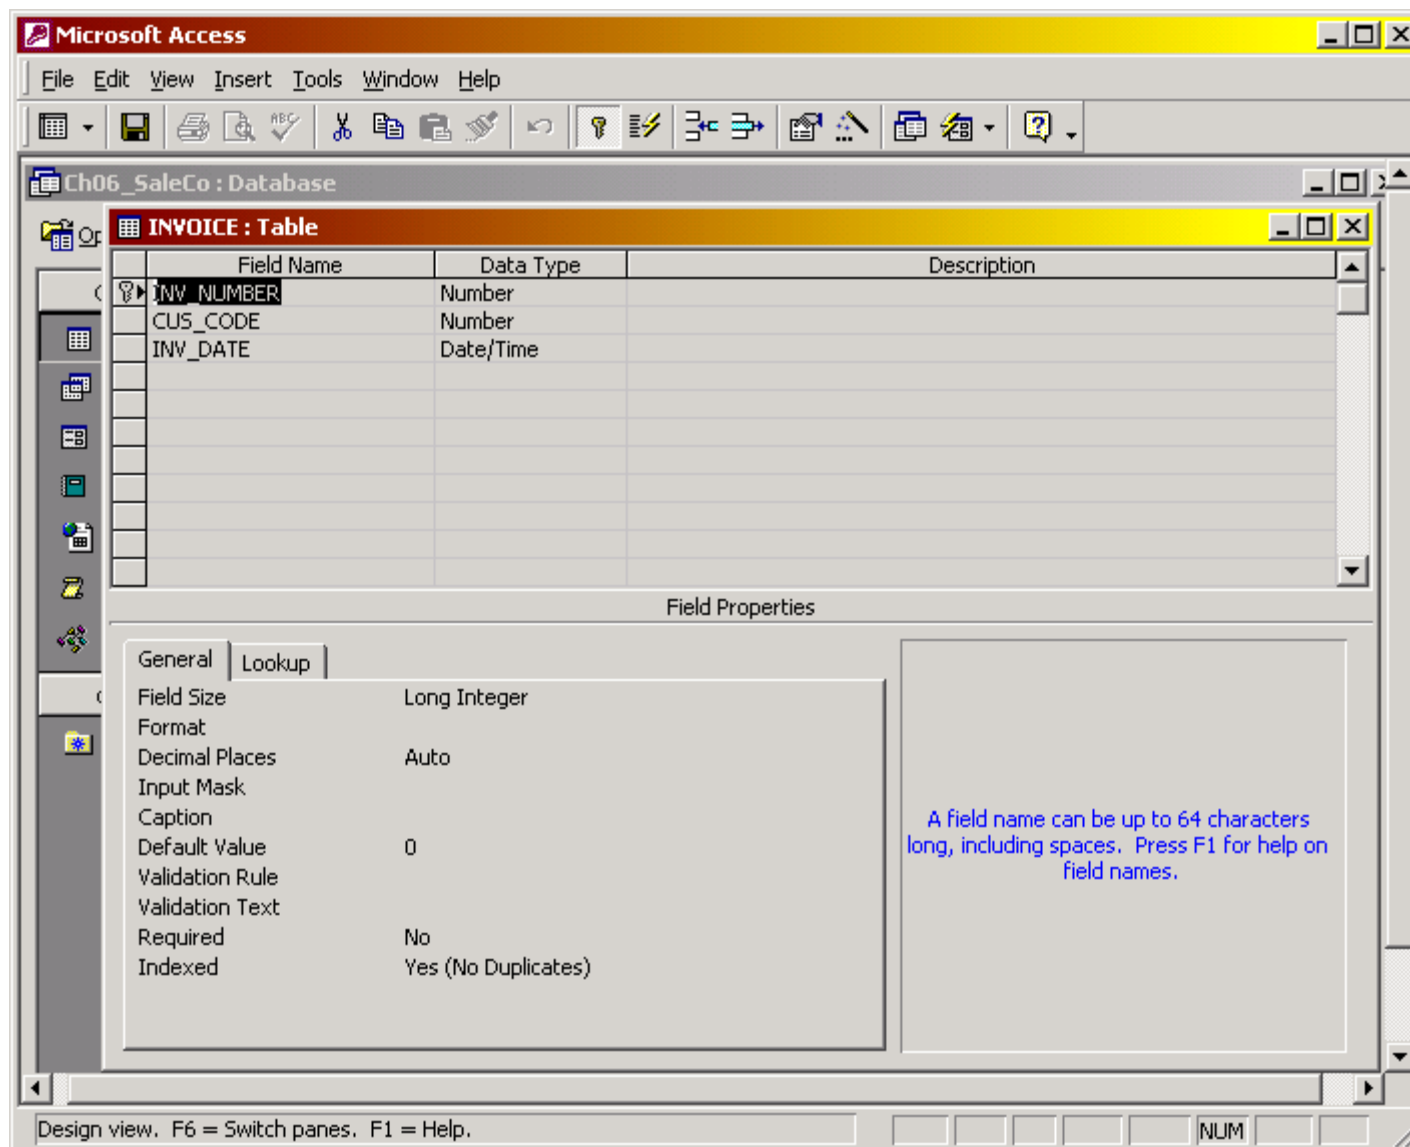 Microsoft Access
File Edit View Insert Tools Window Help
ABC
Ch06_SaleCo : Database
Op
INVOICE : Table
Field Name Data Type Description
INV_NUMBER Number
CUS_CODE Number
INV_DATE Date/Time
Field Properties
General Lookup
Field Size Long Integer
Format
Decimal Places Auto
Input Mask
Caption
Default Value 0
Validation Rule
Validation Text
Required No
Indexed Yes (No Duplicates)
A field name can be up to 64 characters
long, including spaces. Press F1 for help on
field names.
Design view. F6 = Switch panes. F1 = Help.
NUM